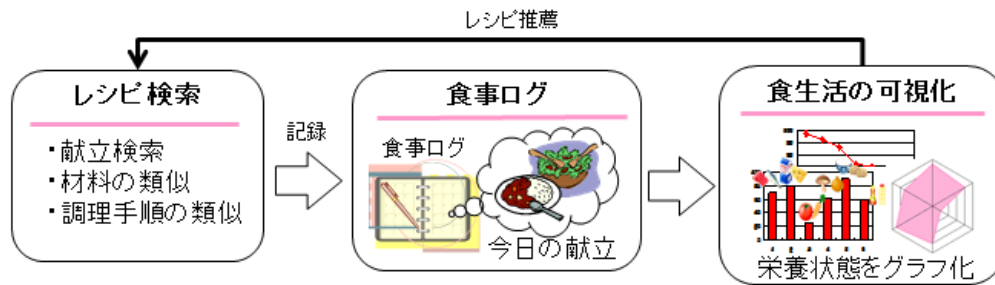 レシピ推薦
レシピ検索
・献立検索
・材料の類似
・調理手順の類似
記録
食事ログ
食事ログ
今日の献立
食生活の可視化
栄養状態をグラフ化